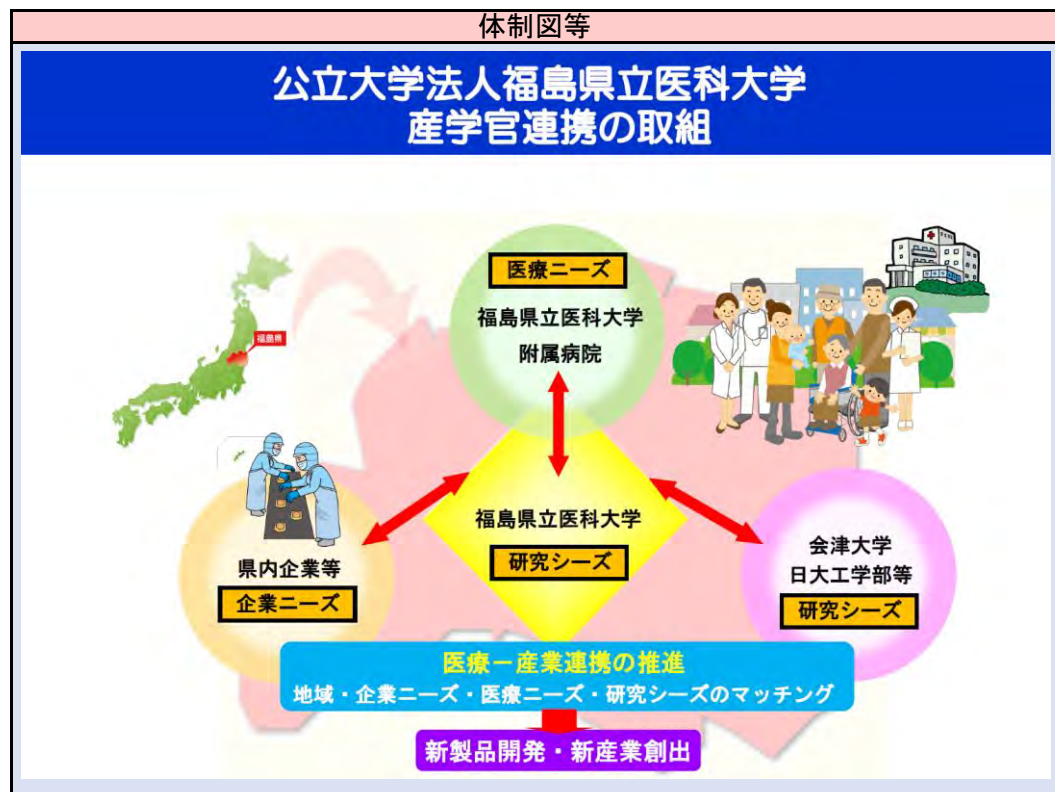 体制図等
公立大学法人福島県立医科大学
産学官連携の取組
医療ニーズ
福島県立医科大学
附属病院
福島県
福島県立医科大学
研究シーズ
県内企業等
企業ニーズ
会津大学
日大工学部等
研究シーズ
医療－産業連携の推進
地域・企業ニーズ・医療ニーズ・研究シーズのマッチング
新製品開発・新産業創出